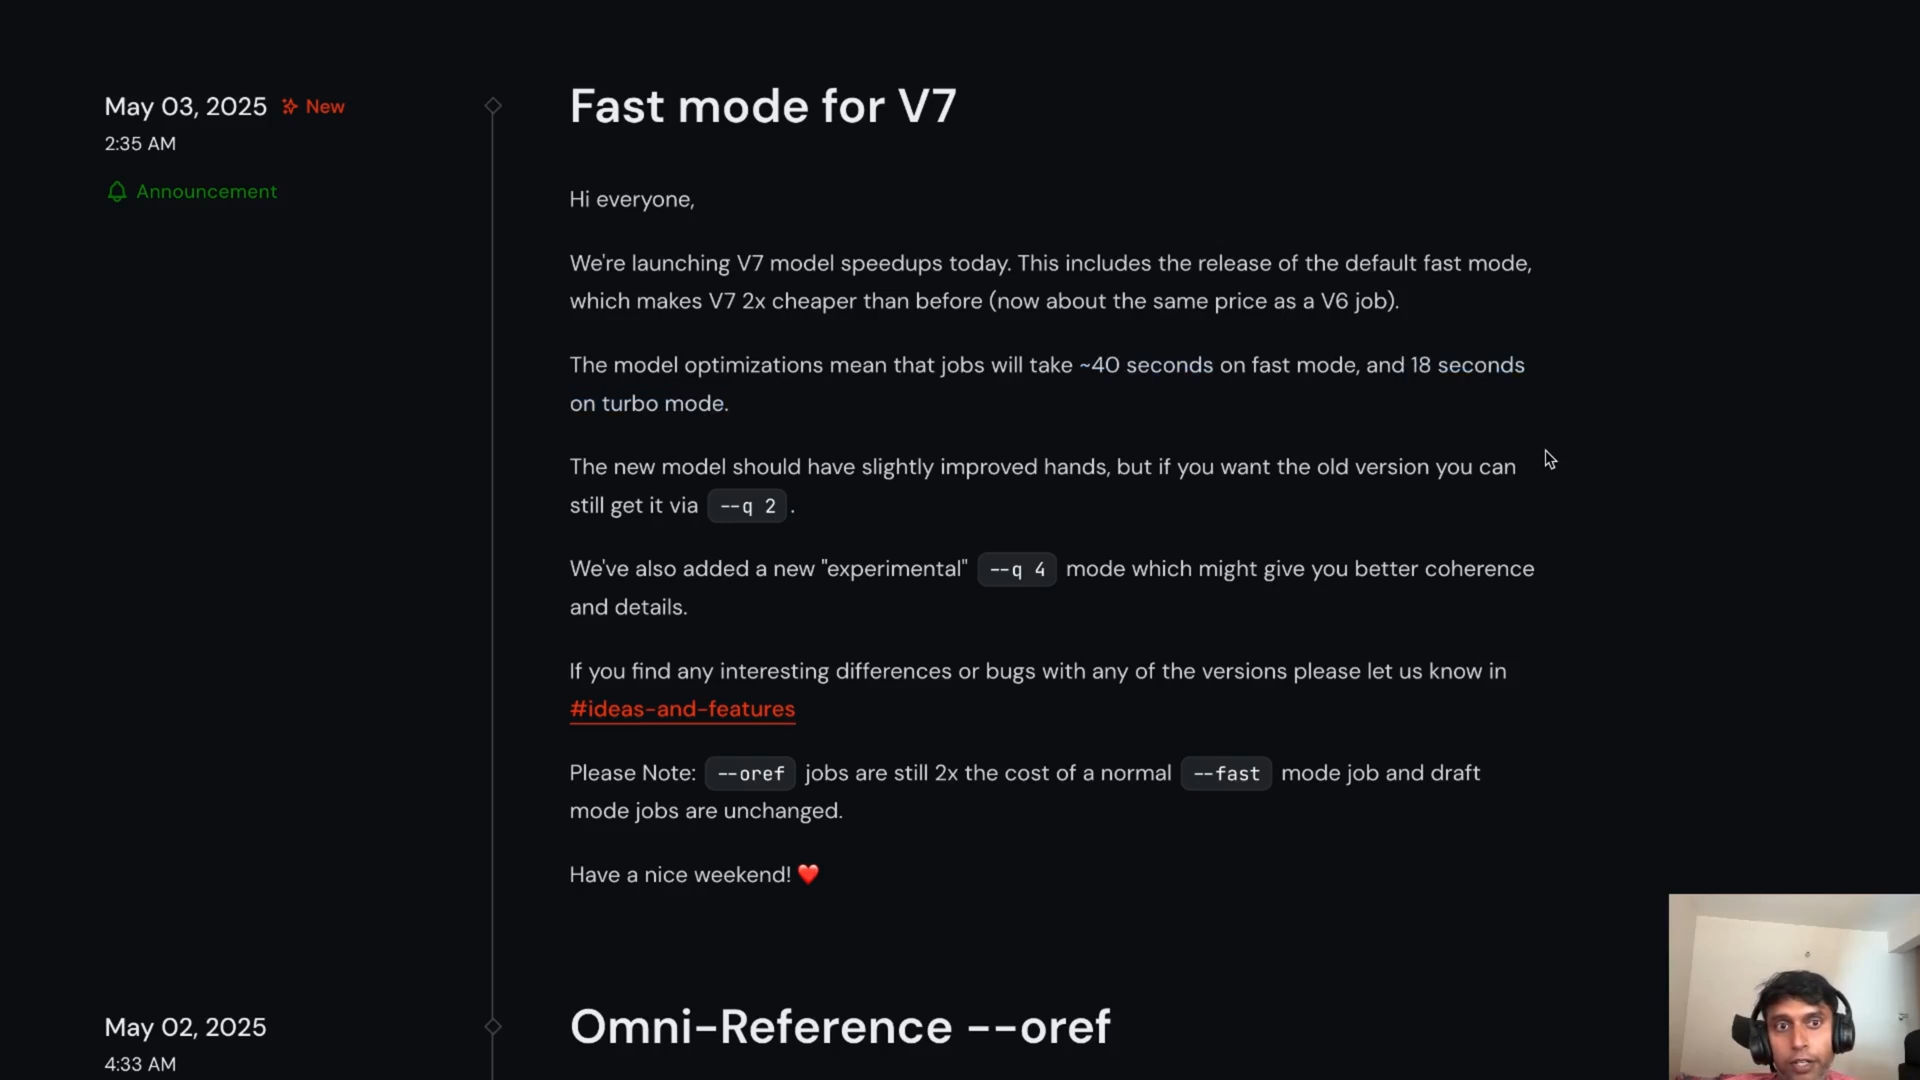 May 03, 2025 New
2:35 AM
Announcement
Fast mode for V7
Hi everyone,
We're launching V7 model speedups today. This includes the release of the default fast mode,
which makes V7 2x cheaper than before (now about the same price as a V6 job).
The model optimizations mean that jobs will take ~40 seconds on fast mode, and 18 seconds
on turbo mode.
The new model should have slightly improved hands, but if you want the old version you can
still get it via --q 2 .
We've also added a new "experimental" --q 4 mode which might give you better coherence
and details.
If you find any interesting differences or bugs with any of the versions please let us know in
#ideas-and-features
Please Note: --oref jobs are still 2x the cost of a normal --fast mode job and draft
mode jobs are unchanged.
Have a nice weekend! ❤️
May 02, 2025
4:33 AM
Omni-Reference --oref